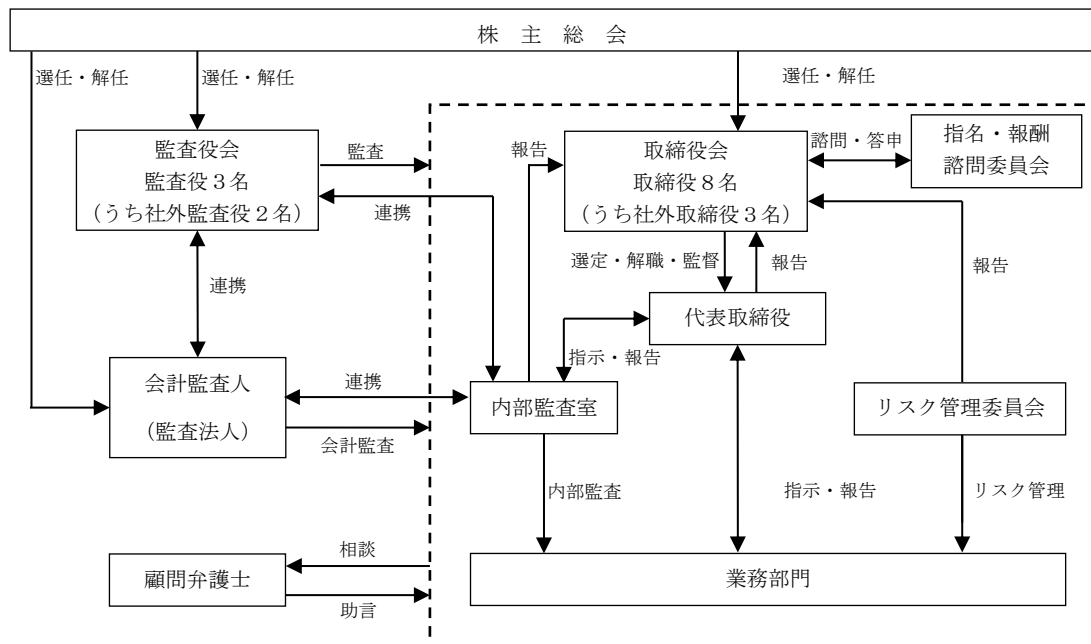 株 主 総 会
選任・解任
選任・解任
選任・解任
監査役会
監査役３名
（うち社外監査役２名）
監査
連携
報告
取締役会
取締役８名
（うち社外取締役３名）
諮問・答申
指名・報酬
諮問委員会
選定・解職・監督
報告
報告
連携
代表取締役
指示・報告
会計監査人
（監査法人）
連携
会計監査
内部監査室
リスク管理委員会
内部監査
指示・報告
リスク管理
顧問弁護士
相談
助言
業務部門